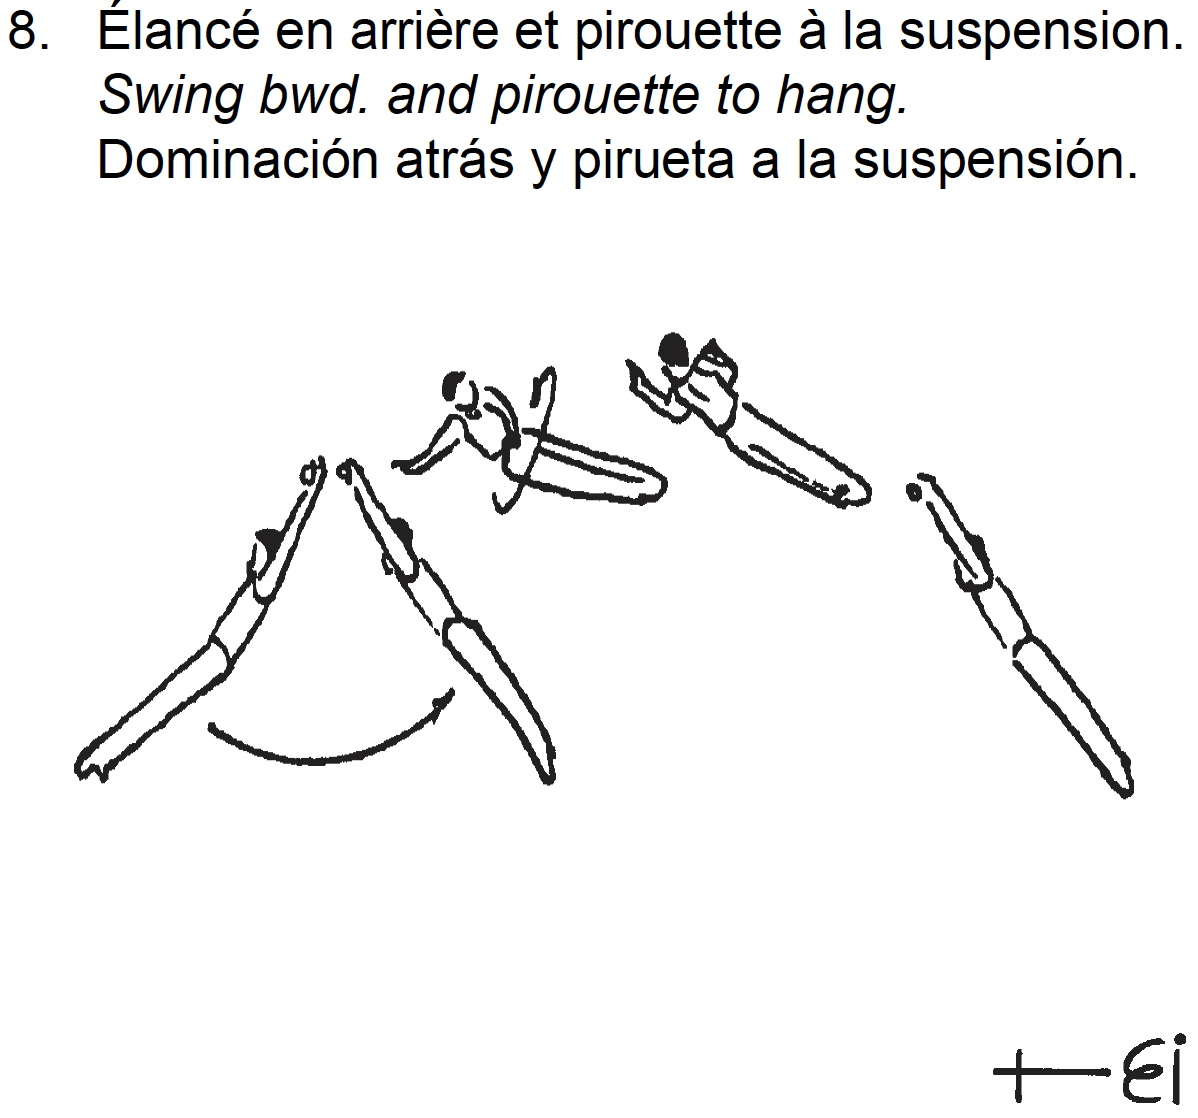 8. Élancé en arrière et pirouette à la suspension.
Swing bwd. and pirouette to hang.
Dominación atrás y pirueta a la suspensión.